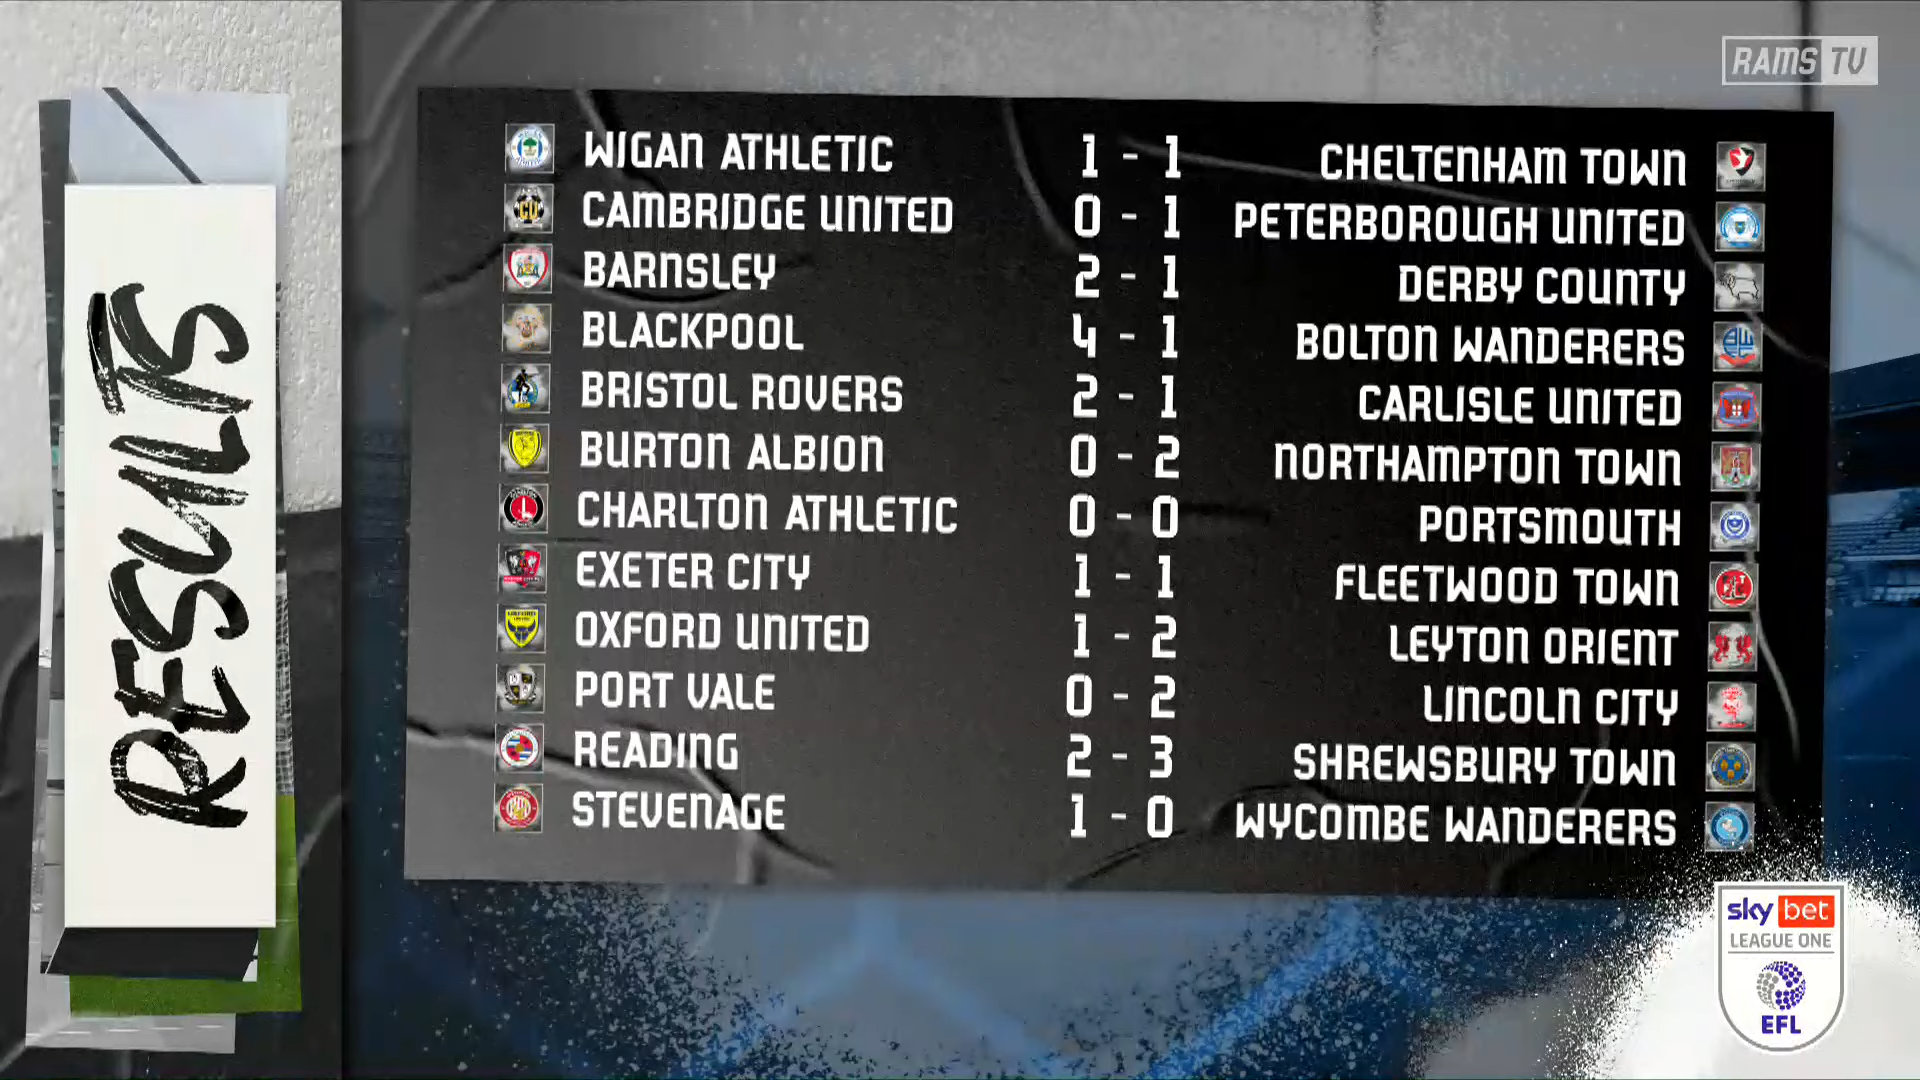 RAMS TV
RESULTS
WIGAN ATHLETIC 1 - 1 CHELTENHAM TOWN
CAMBRIDGE UNITED 0 - 1 PETERBOROUGH UNITED
BARNSLEY 2 - 1 DERBY COUNTY
BLACKPOOL 4 - 1 BOLTON WANDERERS
BRISTOL ROVERS 2 - 1 CARLISLE UNITED
BURTON ALBION 0 - 2 NORTHAMPTON TOWN
CHARLTON ATHLETIC 0 - 0 PORTSMOUTH
EXETER CITY 1 - 1 FLEETWOOD TOWN
OXFORD UNITED 1 - 2 LEYTON ORIENT
PORT VALE 0 - 2 LINCOLN CITY
READING 2 - 3 SHREWSBURY TOWN
STEVENAGE 1 - 0 WYCOMBE WANDERERS
sky bet
LEAGUE ONE
EFL